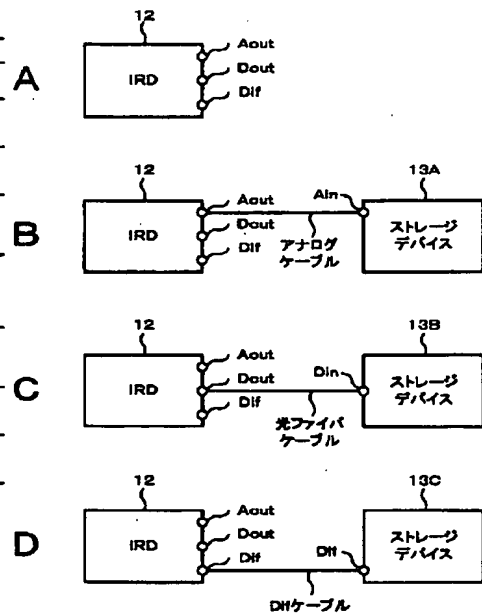 12
Aout
A
IRD
Dout
Dif
12
13A
Aout
Ain
B
IRD
Dout
Dif
アナログ
ケーブル
ストレージ
デバイス
12
13B
Aout
C
IRD
Dout
Din
Dif
光ファイバ
ケーブル
ストレージ
デバイス
12
13C
Aout
D
IRD
Dout
Dif
Dif
Difケーブル
ストレージ
デバイス